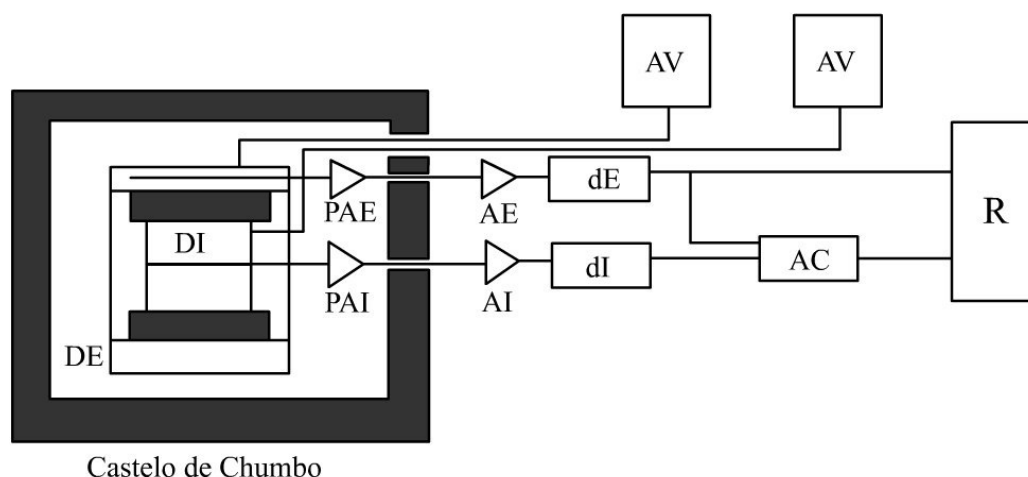 AV
AV
dE
PAE
AE
R
DI
dI
AC
PAI
AI
DE
Castelo de Chumbo